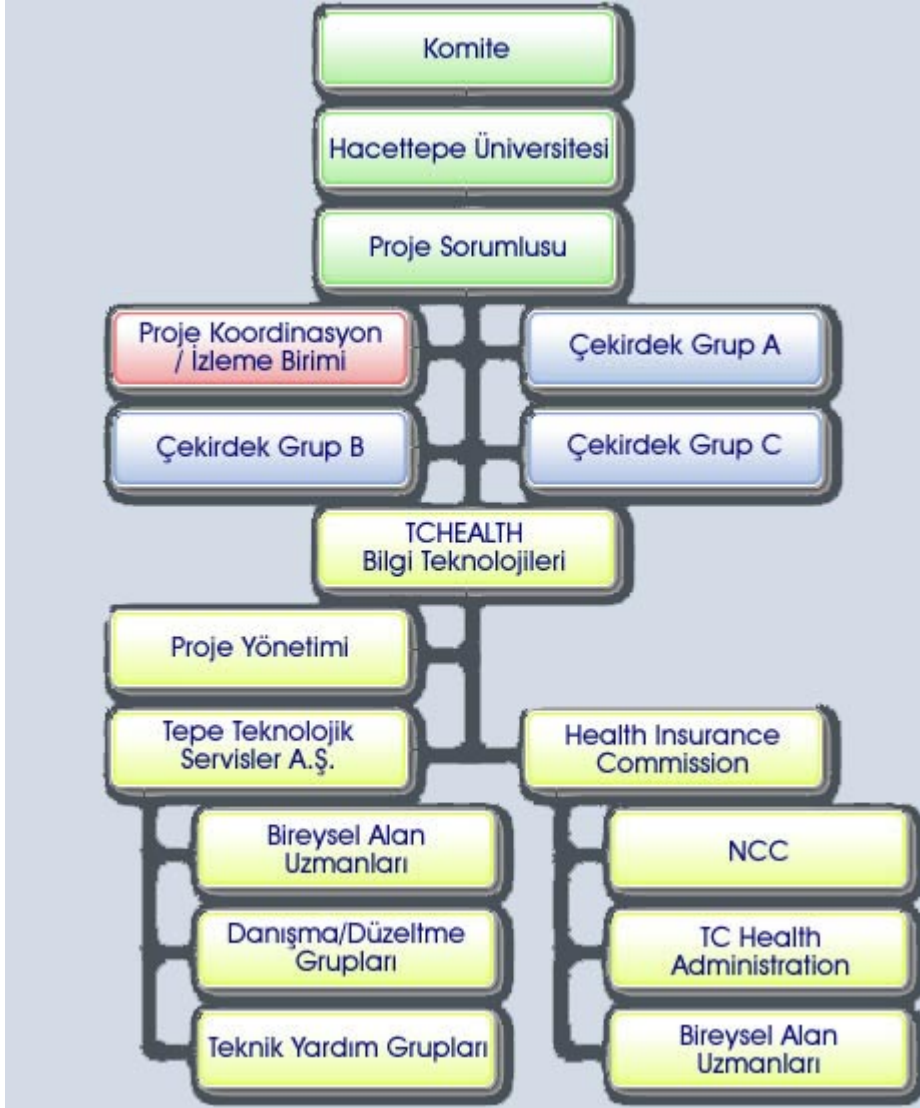 Komite
Hacettepe Üniversitesi
Proje Sorumlusu
Proje Koordinasyon
/ İzleme Birimi
Çekirdek Grup A
Çekirdek Grup B
Çekirdek Grup C
TCHEALTH
Bilgi Teknolojileri
Proje Yönetimi
Tepe Teknolojik
Servisler A.Ş.
Health Insurance
Commission
Bireysel Alan
Uzmanları
NCC
Danışma/Düzeltme
Grupları
TC Health
Administration
Teknik Yardım Grupları
Bireysel Alan
Uzmanları